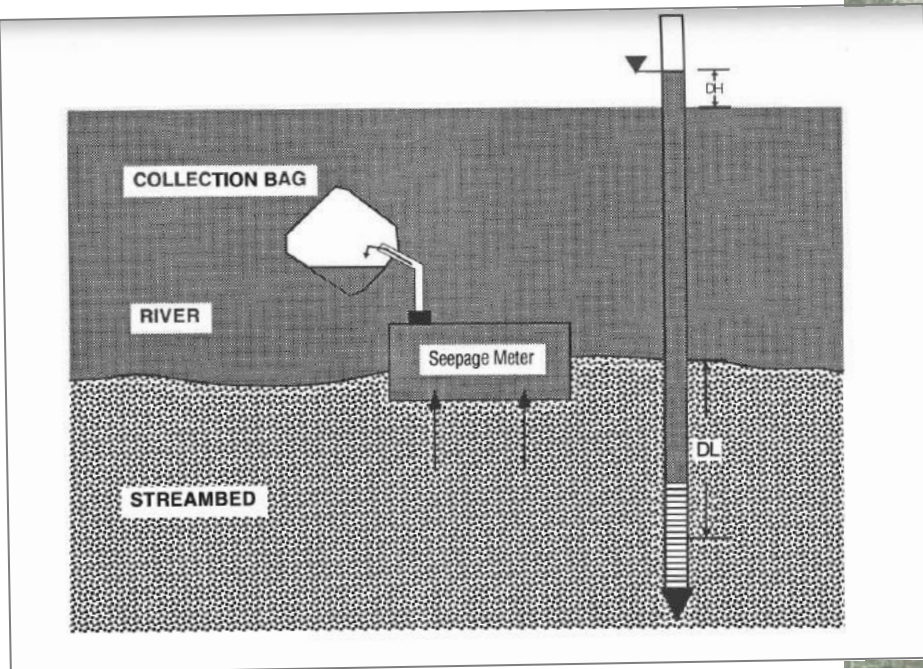 DH
COLLECTION BAG
RIVER
Seepage Meter
DL
STREAMBED